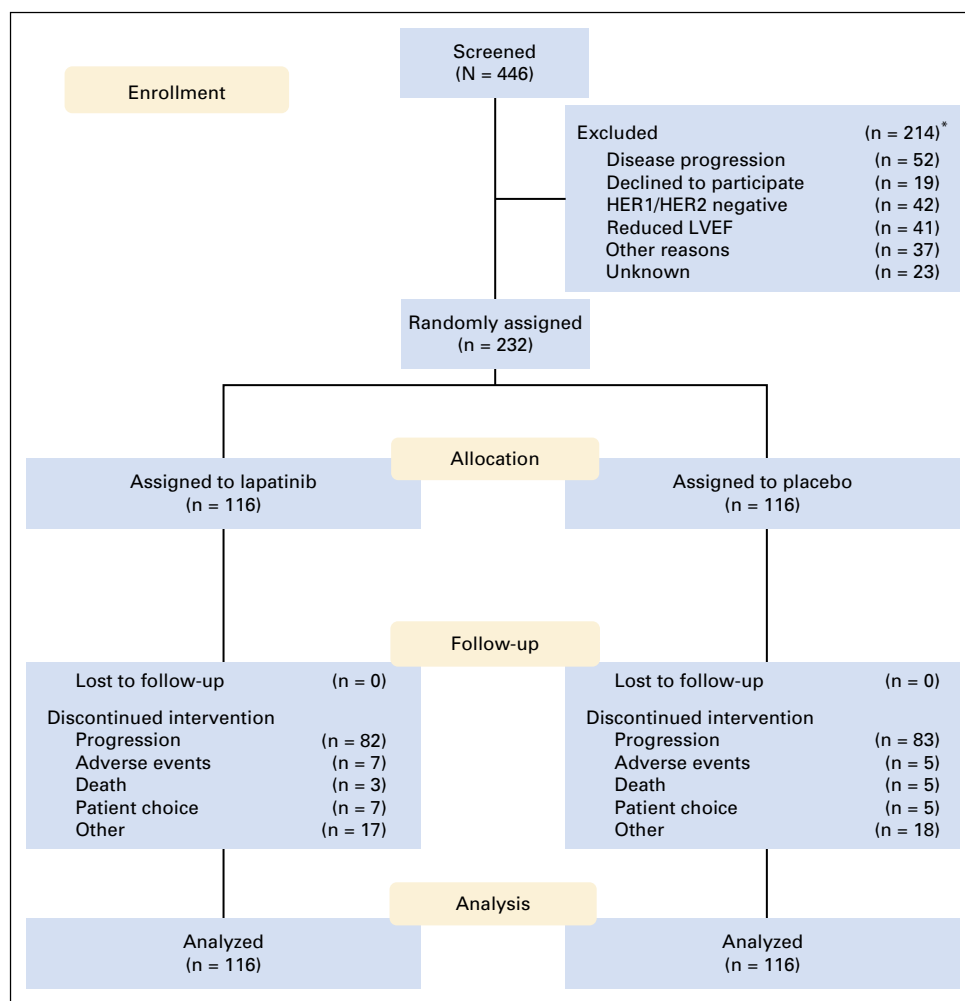 Screened
(N = 446)
Enrollment
Excluded (n = 214)*
Disease progression (n = 52)
Declined to participate (n = 19)
HER1/HER2 negative (n = 42)
Reduced LVEF (n = 41)
Other reasons (n = 37)
Unknown (n = 23)
Randomly assigned
(n = 232)
Allocation
Assigned to lapatinib
(n = 116)
Assigned to placebo
(n = 116)
Follow-up
Lost to follow-up (n = 0)
Discontinued intervention
Progression (n = 82)
Adverse events (n = 7)
Death (n = 3)
Patient choice (n = 7)
Other (n = 17)
Lost to follow-up (n = 0)
Discontinued intervention
Progression (n = 83)
Adverse events (n = 5)
Death (n = 5)
Patient choice (n = 5)
Other (n = 18)
Analysis
Analyzed
(n = 116)
Analyzed
(n = 116)